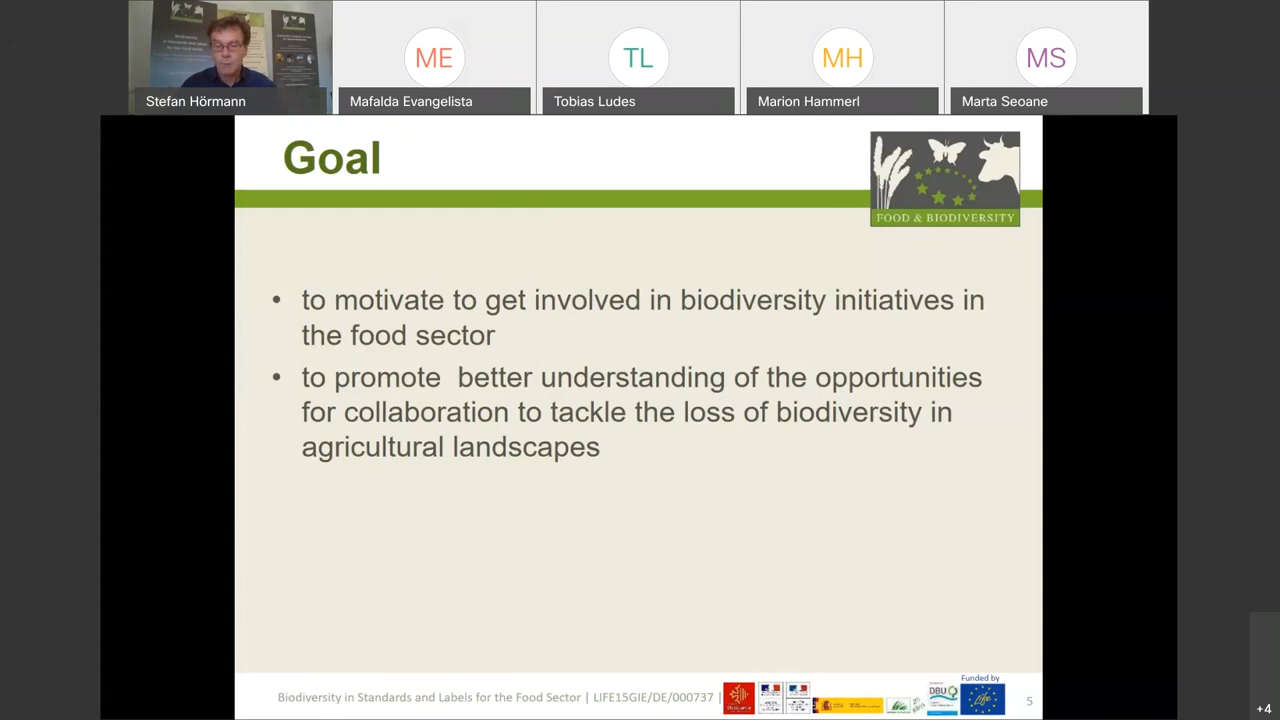 ME
TL
MH
MS
Stefan Hörmann
Mafalda Evangelista
Tobias Ludes
Marion Hammerl
Marta Seoane
Goal
FOOD & BIODIVERSITY
• to motivate to get involved in biodiversity initiatives in
the food sector
• to promote better understanding of the opportunities
for collaboration to tackle the loss of biodiversity in
agricultural landscapes
Funded by
Biodiversity in Standards and Labels for the Food Sector | LIFE15GIE/DE/000737 |
DBU
Life
5
+4